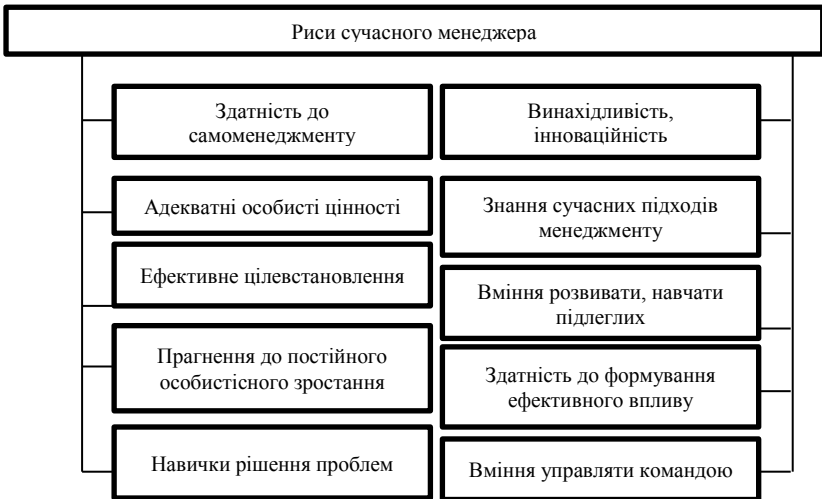 Риси сучасного менеджера
Здатність до
самоменеджменту
Адекватні особисті цінності
Ефективне цілевстановлення
Прагнення до постійного
особистісного зростання
Навички рішення проблем
Винахідливість,
інноваційність
Знання сучасних підходів
менеджменту
Вміння розвивати, навчати
підлеглих
Здатність до формування
ефективного впливу
Вміння управляти командою